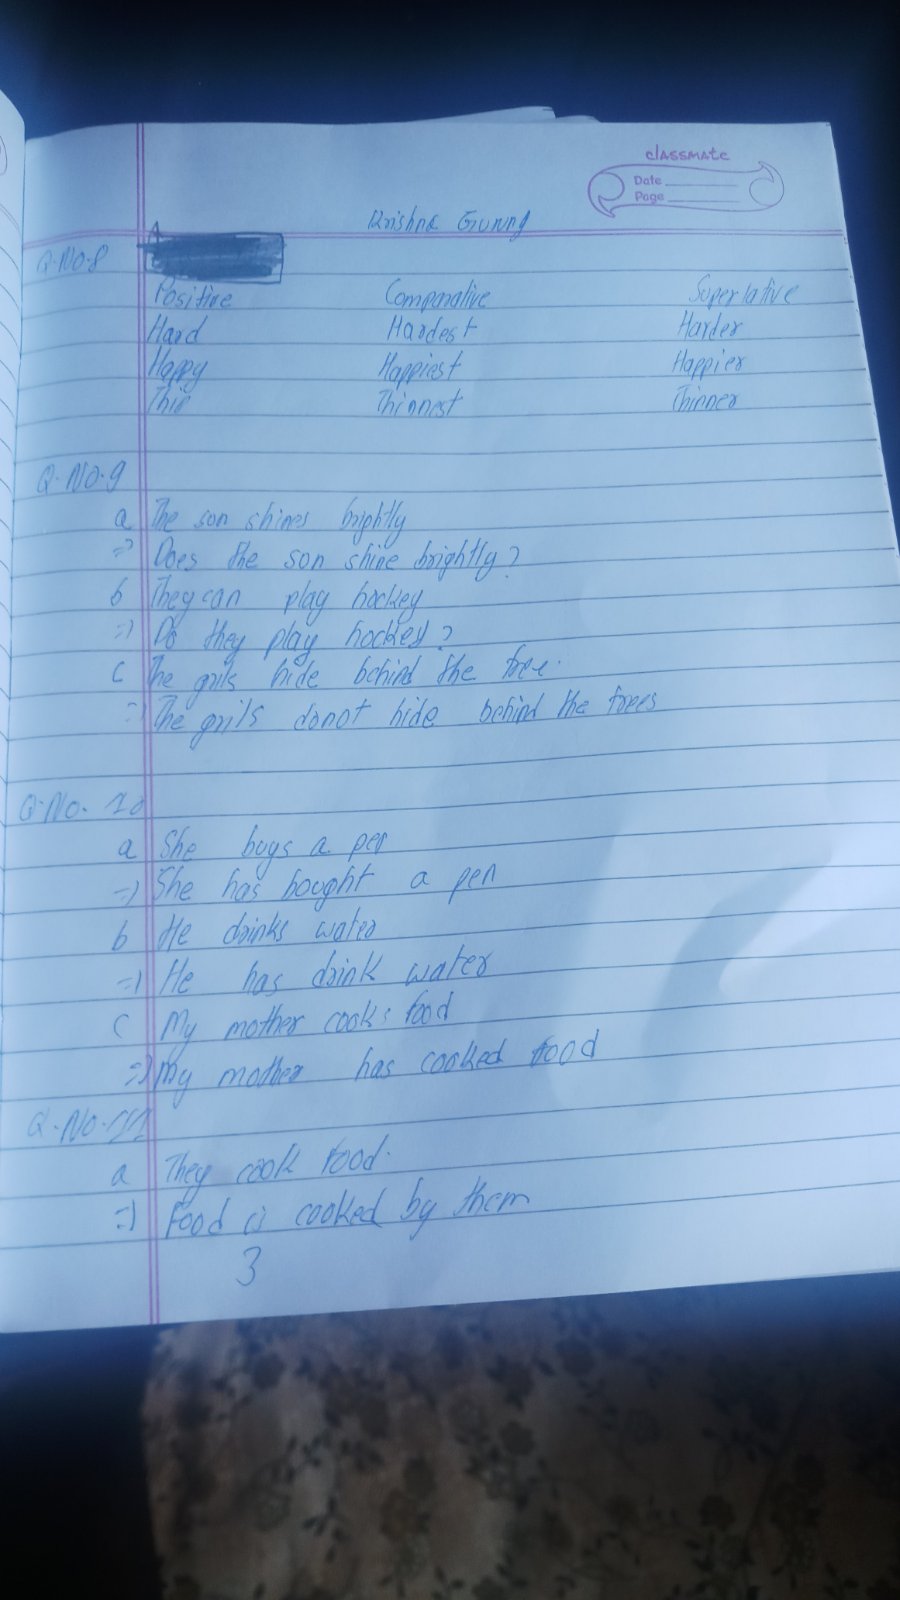 classmate
Date
Page
Krishna Gurung
Q.No.8
Positive Comparative Superlative
Hard Hardest Harder
Happy Happiest Happier
Thin Thinnest Thinner
Q.No.9
a The son shines brightly
=> Does the son shine brightly?
b They can play hockey
=> Do they play hockey?
c The grils hide behind the tree.
=> The grils donot hide behind the trees
Q.No. 10
a She buys a pen
=> She has bought a pen
b He drinks water
=> He has drink water
c My mother cooks food
=> My mother has cooked food
Q.No.11
a They cook food.
=> Food is cooked by them
3